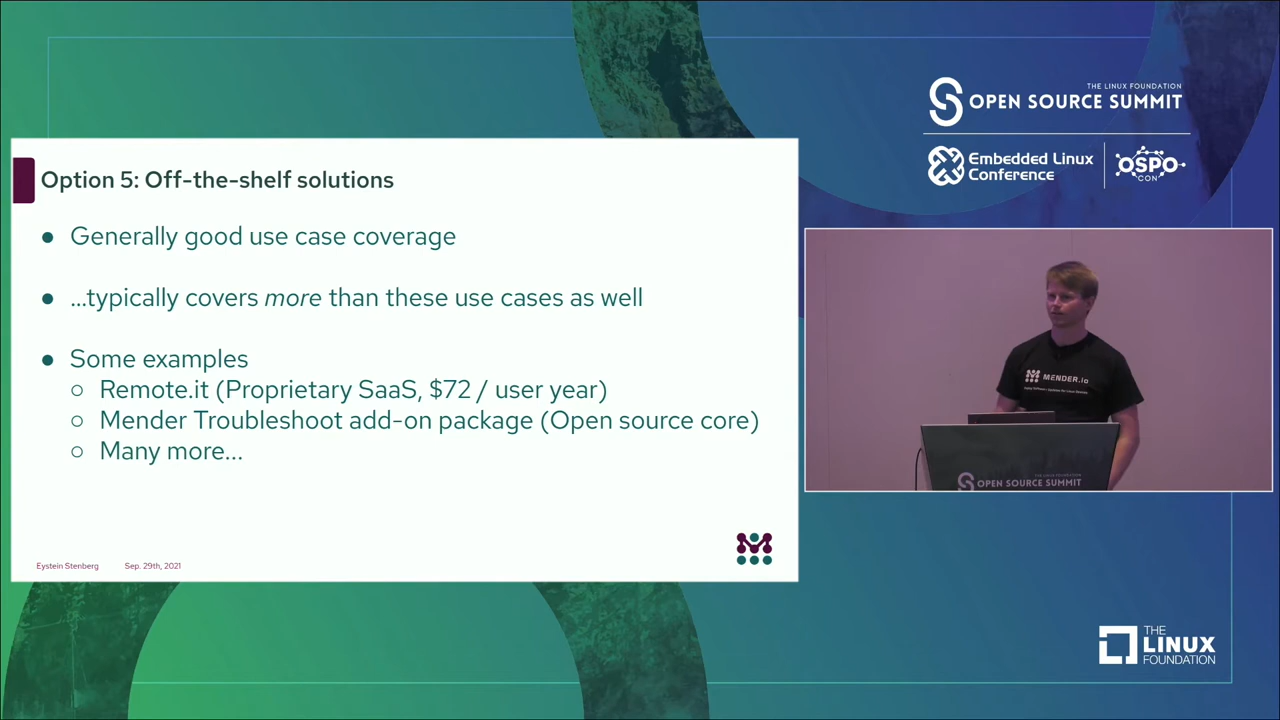 THE LINUX FOUNDATION
OPEN SOURCE SUMMIT
Embedded Linux
Conference
OSPO
CON
Option 5: Off-the-shelf solutions
● Generally good use case coverage
● ...typically covers more than these use cases as well
● Some examples
○ Remote.it (Proprietary SaaS, $72 / user year)
○ Mender Troubleshoot add-on package (Open source core)
○ Many more...
Eystein Stenberg Sep. 29th, 2021
MENDER.io
THE LINUX FOUNDATION
OPEN SOURCE SUMMIT
THE
LINUX
FOUNDATION